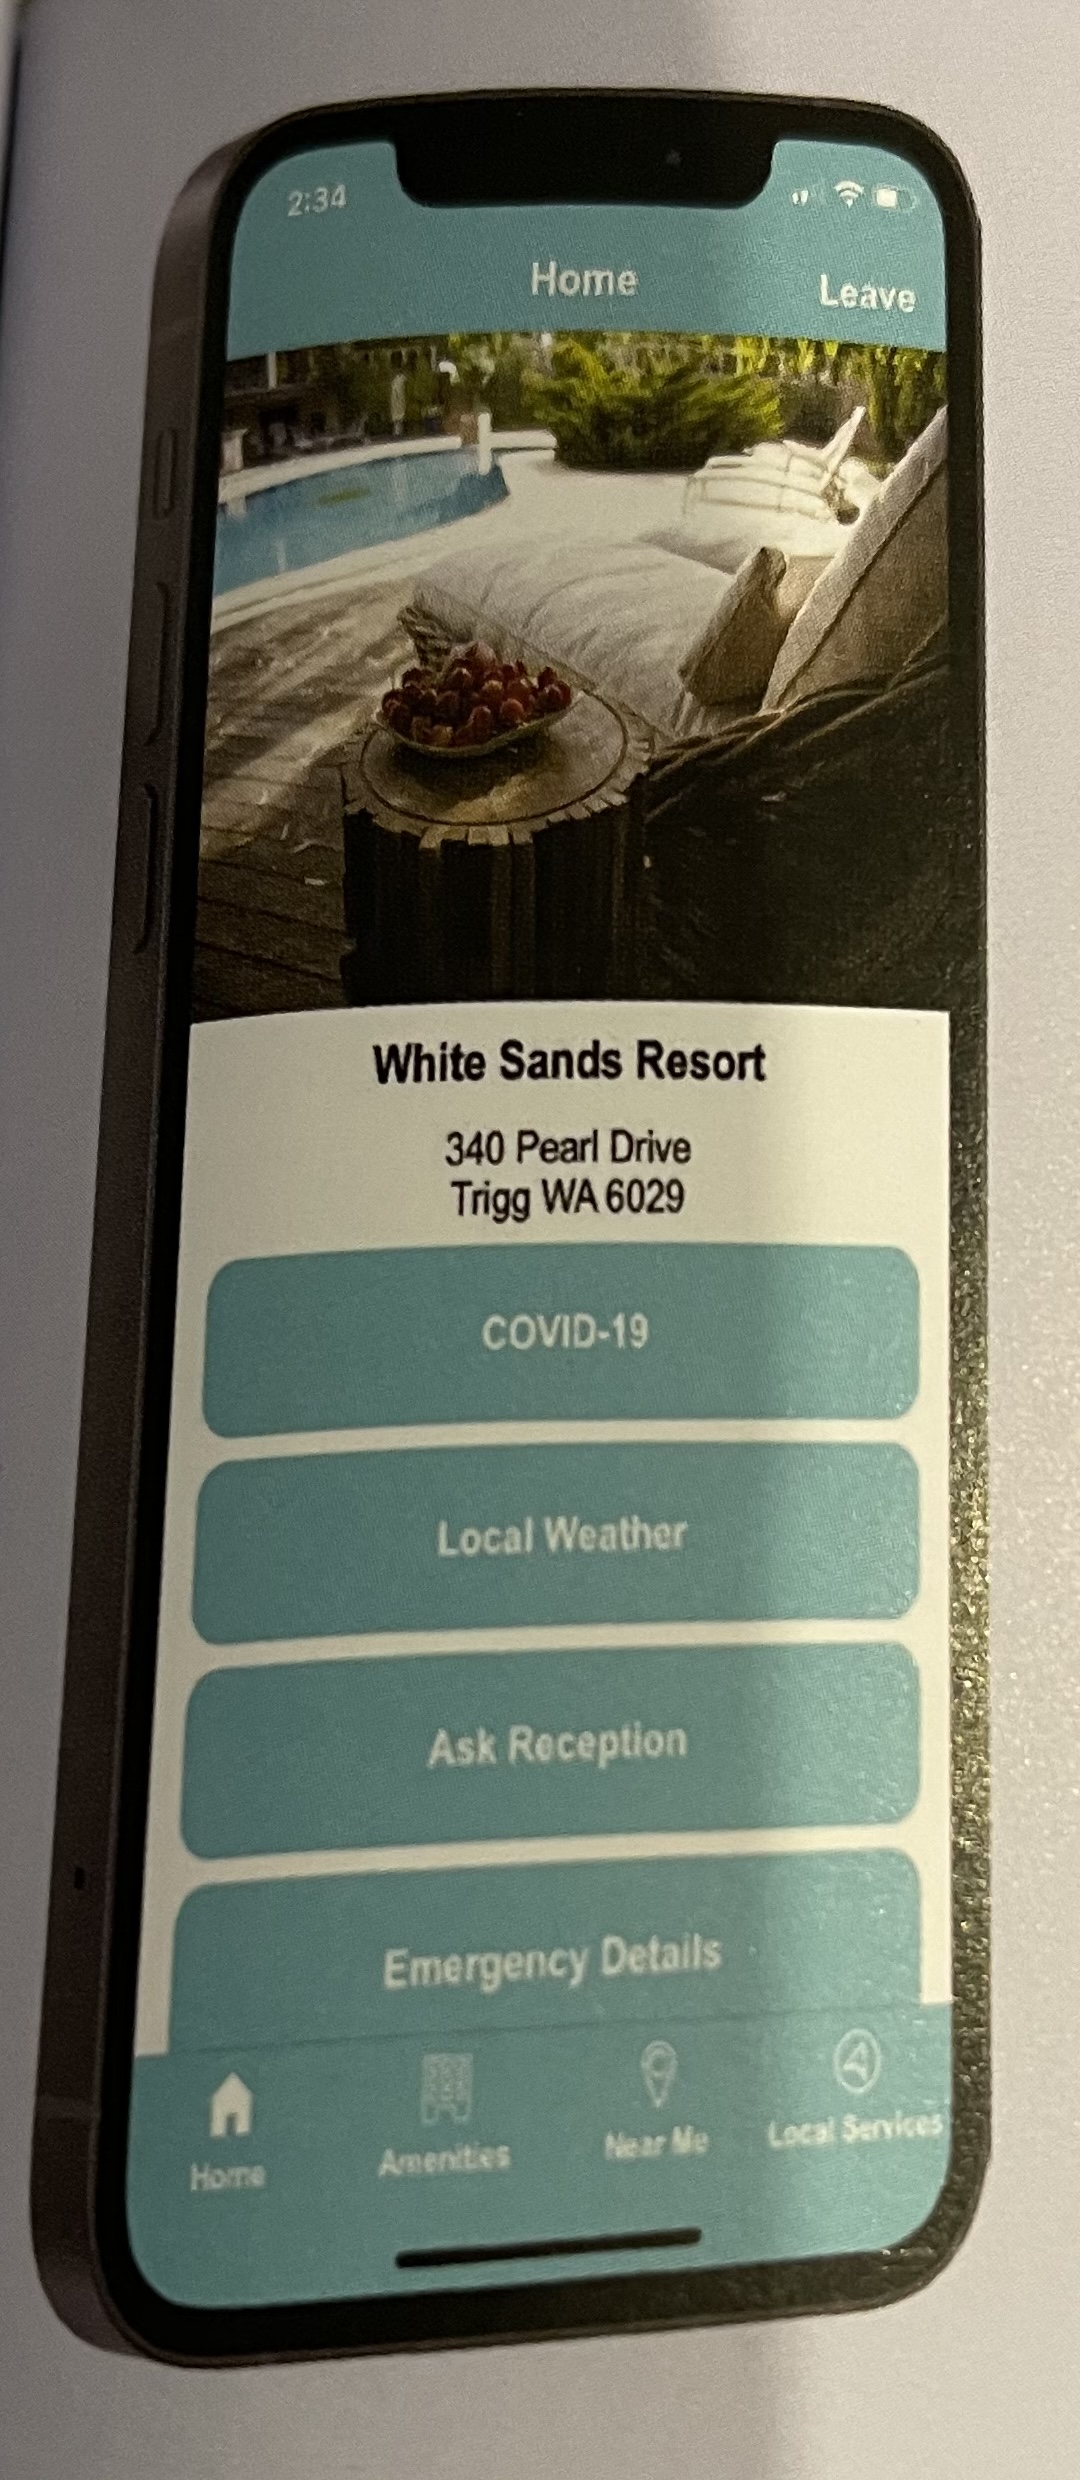 2:34
Home
Leave
White Sands Resort
340 Pearl Drive
Trigg WA 6029
COVID-19
Local Weather
Ask Reception
Emergency Details
Home
Amenities
Near Me
Local Services